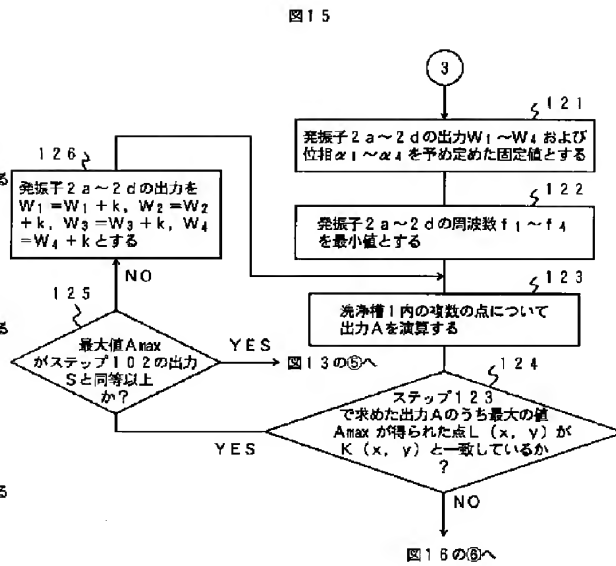 図15
3
121
発振子2a〜2dの出力W₁〜W₄および
位相α₁〜α₄を予め定めた固定値とする
122
発振子2a〜2dの周波数f₁〜f₄
を最小値とする
123
洗浄槽1内の複数の点について
出力Aを演算する
124
ステップ123
で求めた出力Aのうち最大の値
Amaxが得られた点L(x,y)が
K(x,y)と一致しているか
?
YES
NO
図16の⑥へ
125
最大値Amax
がステップ102の出力
Sと同等以上
か?
YES
図13の⑤へ
NO
126
発振子2a〜2dの出力を
W₁=W₁+k,W₂=W₂
+k,W₃=W₃+k,W₄
=W₄+kとする
る
る
る